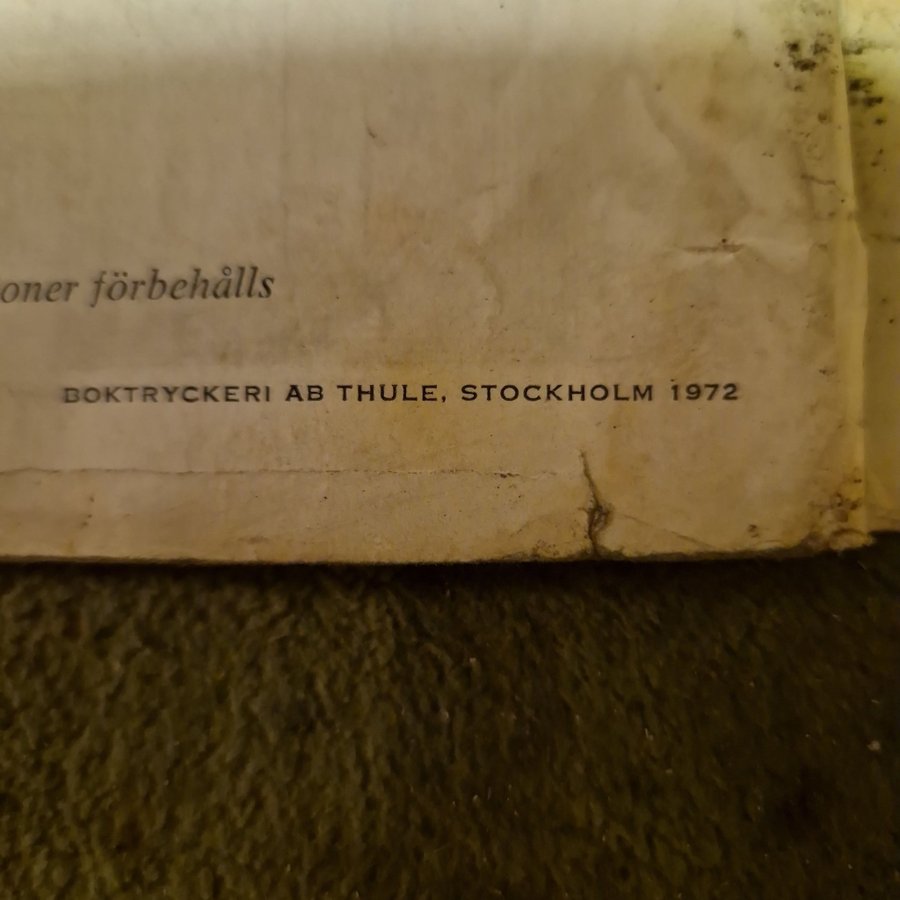 oner förbehålls
BOKTRYCKERI AB THULE, STOCKHOLM 1972